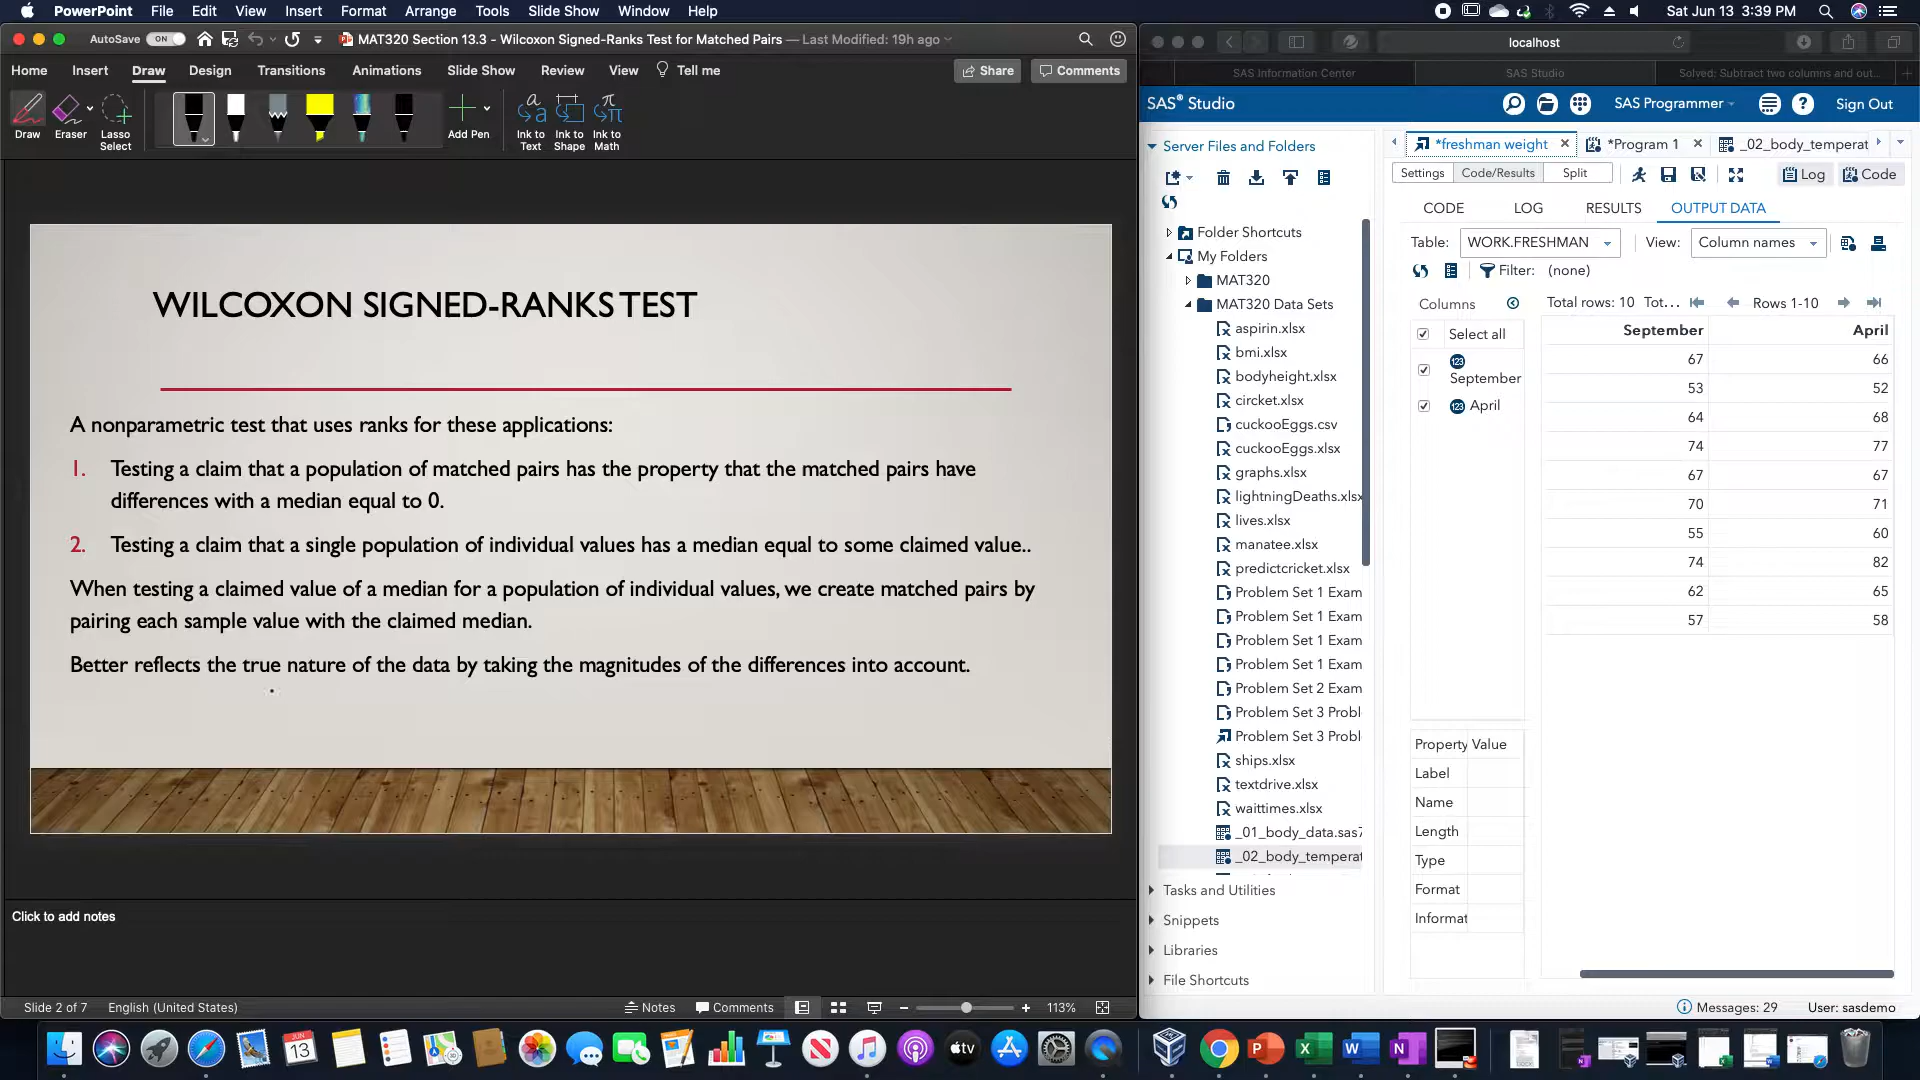 PowerPoint File Edit View Insert Format Arrange Tools Slide Show Window Help
Sat Jun 13 3:39 PM
AutoSave ON
MAT320 Section 13.3 - Wilcoxon Signed-Ranks Test for Matched Pairs — Last Modified: 19h ago
Home Insert Draw Design Transitions Animations Slide Show Review View Tell me
Share Comments
Draw
Eraser
Lasso
Select
Add Pen
Ink to
Text
Ink to
Shape
Ink to
Math
WILCOXON SIGNED-RANKS TEST
A nonparametric test that uses ranks for these applications:
1. Testing a claim that a population of matched pairs has the property that the matched pairs have
differences with a median equal to 0.
2. Testing a claim that a single population of individual values has a median equal to some claimed value..
When testing a claimed value of a median for a population of individual values, we create matched pairs by
pairing each sample value with the claimed median.
Better reflects the true nature of the data by taking the magnitudes of the differences into account.
Click to add notes
Slide 2 of 7 English (United States)
Notes Comments 113%
localhost
SAS Information Center SAS Studio Solved: Subtract two columns and out...
SAS® Studio
SAS Programmer
Sign Out
Server Files and Folders
Folder Shortcuts
My Folders
MAT320
MAT320 Data Sets
aspirin.xlsx
bmi.xlsx
bodyheight.xlsx
circket.xlsx
cuckooEggs.csv
cuckooEggs.xlsx
graphs.xlsx
lightningDeaths.xlsx
lives.xlsx
manatee.xlsx
predictcricket.xlsx
Problem Set 1 Exam
Problem Set 1 Exam
Problem Set 1 Exam
Problem Set 1 Exam
Problem Set 2 Exam
Problem Set 3 Probl
Problem Set 3 Probl
ships.xlsx
textdrive.xlsx
waittimes.xlsx
_01_body_data.sas7
_02_body_temperat
Tasks and Utilities
Snippets
Libraries
File Shortcuts
*freshman weight *Program 1 _02_body_temperat
Settings Code/Results Split
Log Code
CODE LOG RESULTS OUTPUT DATA
Table: WORK.FRESHMAN View: Column names
Filter: (none)
Columns
Total rows: 10 Tot... Rows 1-10
Select all
September
April
September April
67 66
53 52
64 68
74 77
67 67
70 71
55 60
74 82
62 65
57 58
Property Value
Label
Name
Length
Type
Format
Informat
Messages: 29 User: sasdemo
JUN
13
tv